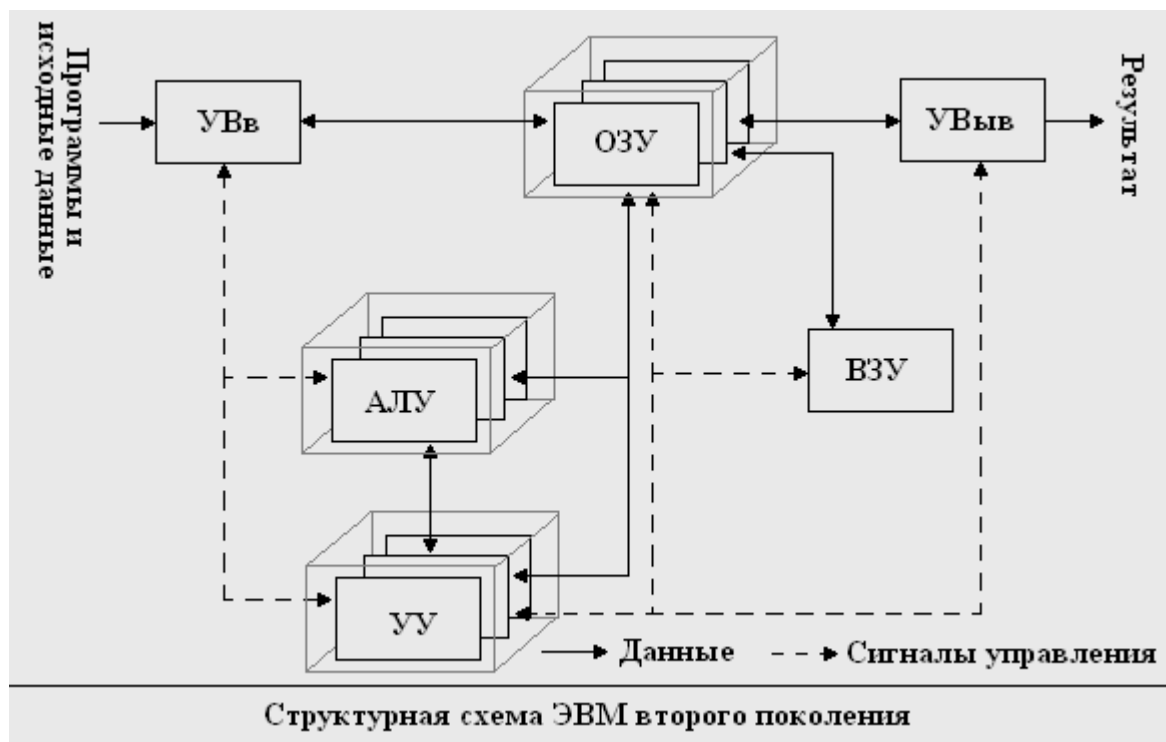 Программы и
исходные данные
УВв
ОЗУ
УВыв
Результат
АЛУ
ВЗУ
УУ
Данные
Сигналы управления
Структурная схема ЭВМ второго поколения